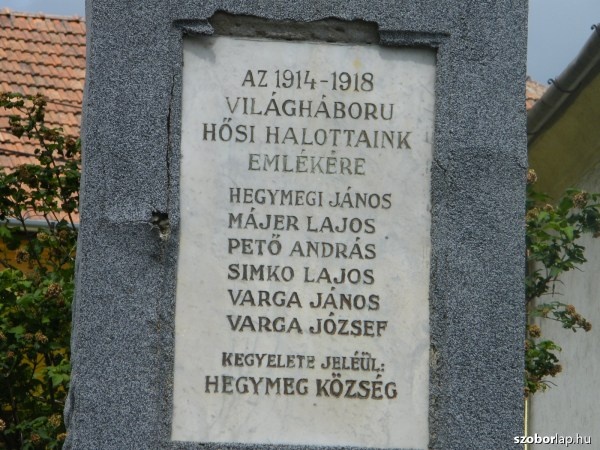 AZ 1914-1918
VILÁGHÁBORU
HŐSI HALOTTAINK
EMLÉKÉRE
HEGYMEGI JÁNOS
MÁJER LAJOS
PETŐ ANDRÁS
SIMKO LAJOS
VARGA JÁNOS
VARGA JÓZSEF
KEGYELETE JELÉÜL:
HEGYMEG KÖZSÉG
szoborlap.hu